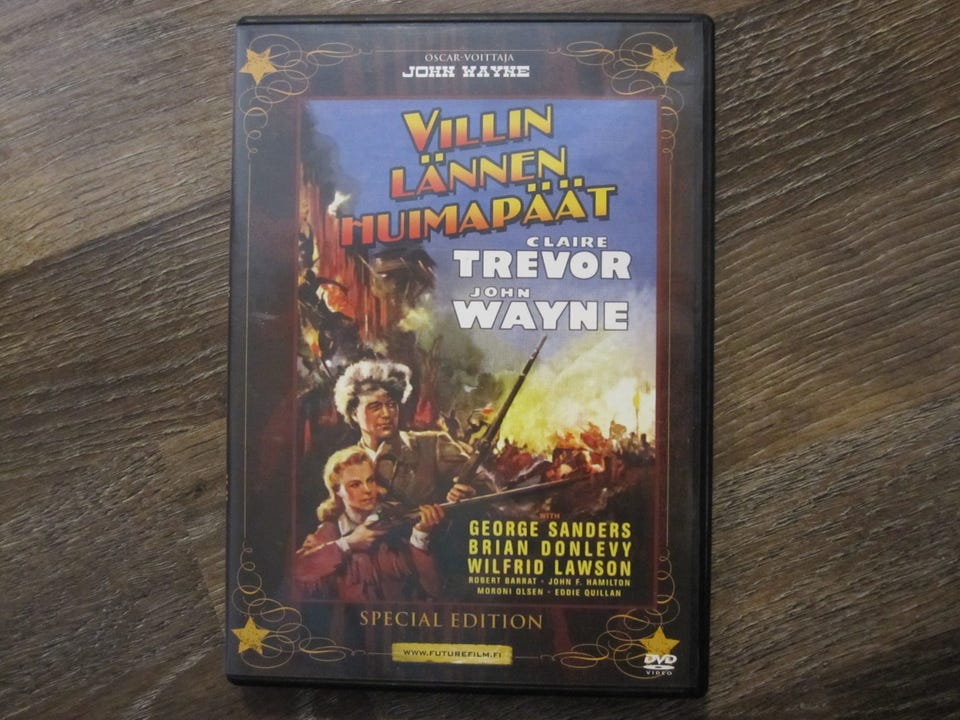 OSCAR-VOITTAJA
JOHN WAYNE
VILLIN
LÄNNEN
HUIMAPÄÄT
CLAIRE
TREVOR
JOHN
WAYNE
WITH
GEORGE SANDERS
BRIAN DONLEVY
WILFRID LAWSON
ROBERT BARRAT · JOHN F. HAMILTON
MORONI OLSEN · EDDIE QUILLAN
SPECIAL EDITION
WWW.FUTUREFILM.FI
DVD
VIDEO